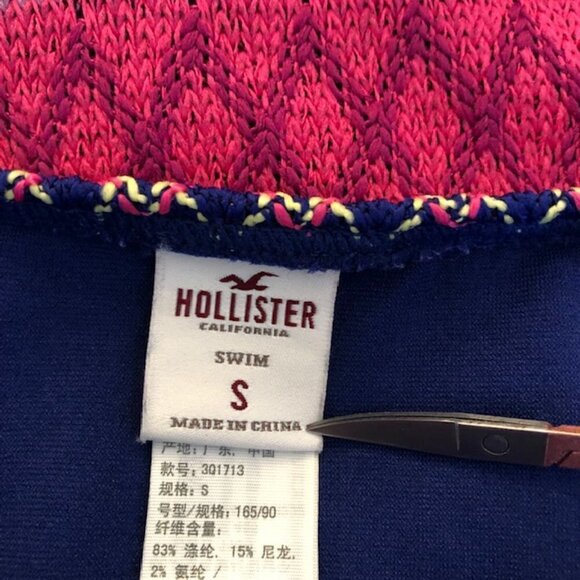 HOLLISTER
CALIFORNIA
SWIM
S
MADE IN CHINA
产地: 广东, 中国
款号: 3Q1713
规格: S
号型/规格: 165/90
纤维含量:
83% 涤纶, 15% 尼龙,
2% 氨纶 /